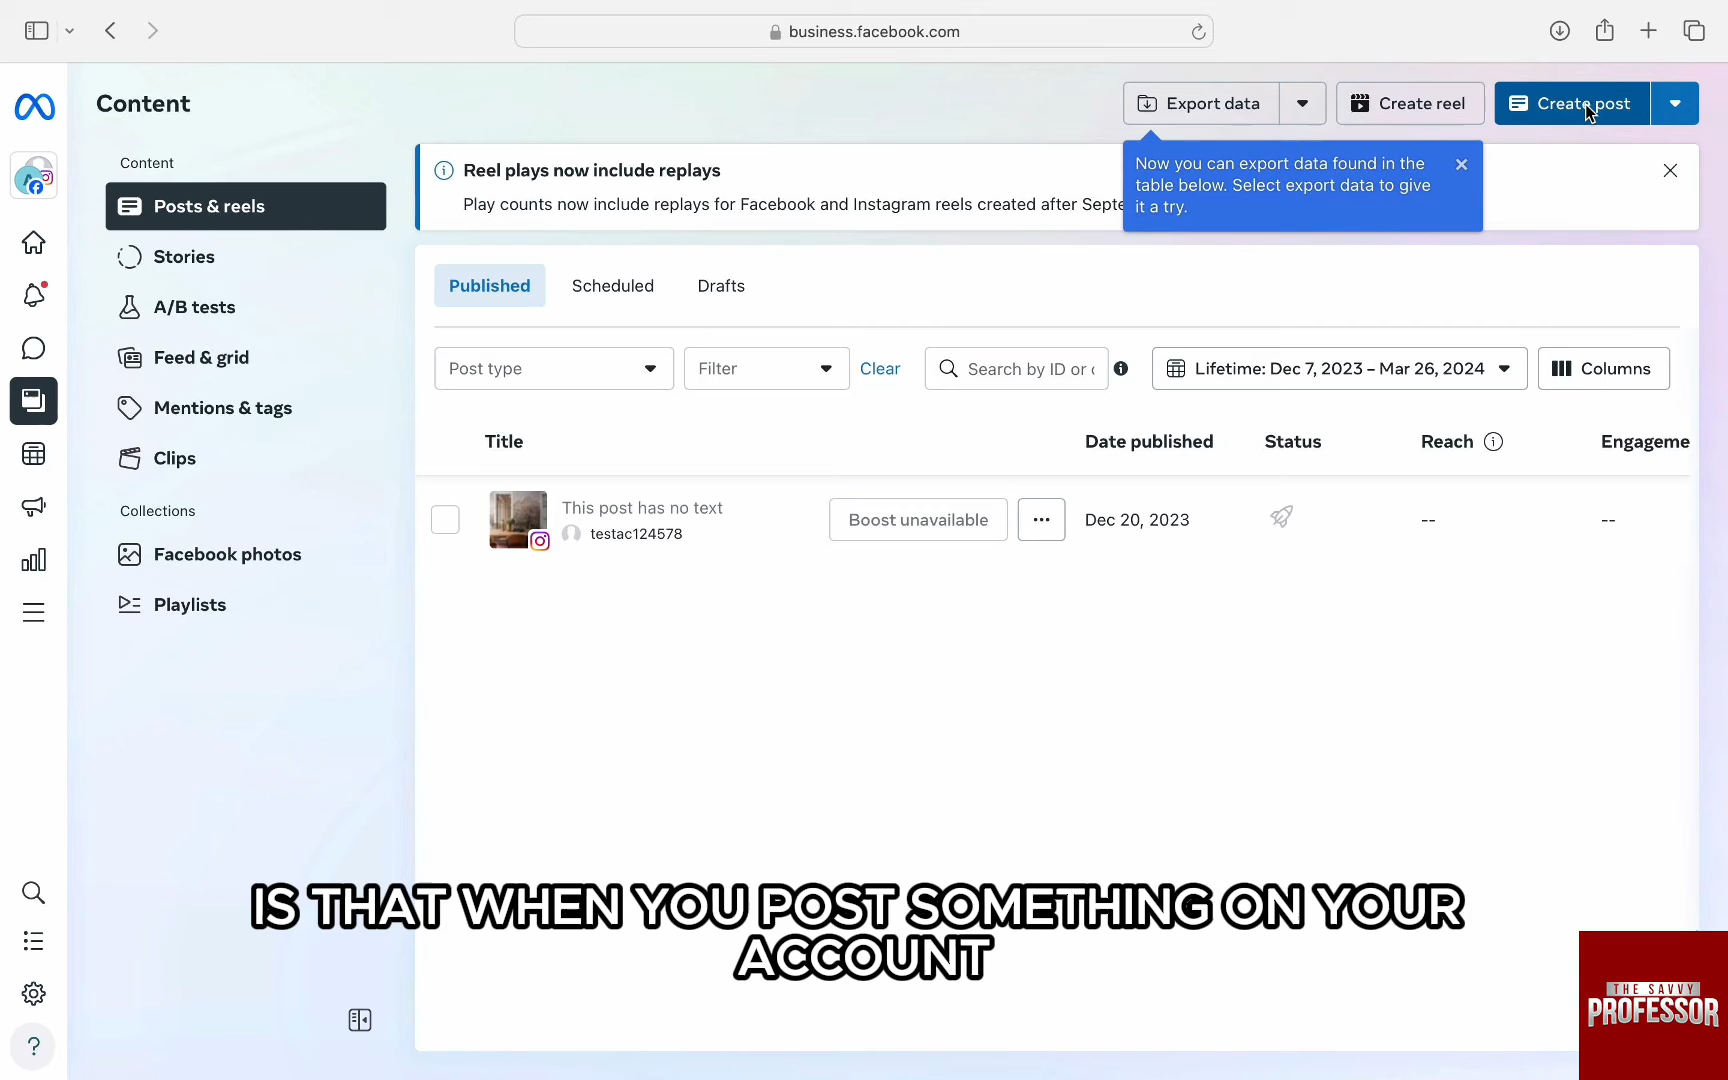 business.facebook.com
Content
Export data
Create reel
Create post
Now you can export data found in the
table below. Select export data to give
it a try.
Content
Posts & reels
Stories
A/B tests
Feed & grid
Mentions & tags
Clips
Collections
Facebook photos
Playlists
Reel plays now include replays
Play counts now include replays for Facebook and Instagram reels created after Septe
Published
Scheduled
Drafts
Post type
Filter
Clear
Search by ID or c
Lifetime: Dec 7, 2023 – Mar 26, 2024
Columns
Title
Date published
Status
Reach
Engageme
This post has no text
testac124578
Boost unavailable
Dec 20, 2023
--
--
IS THAT WHEN YOU POST SOMETHING ON YOUR
ACCOUNT
THE SAVVY
PROFESSOR